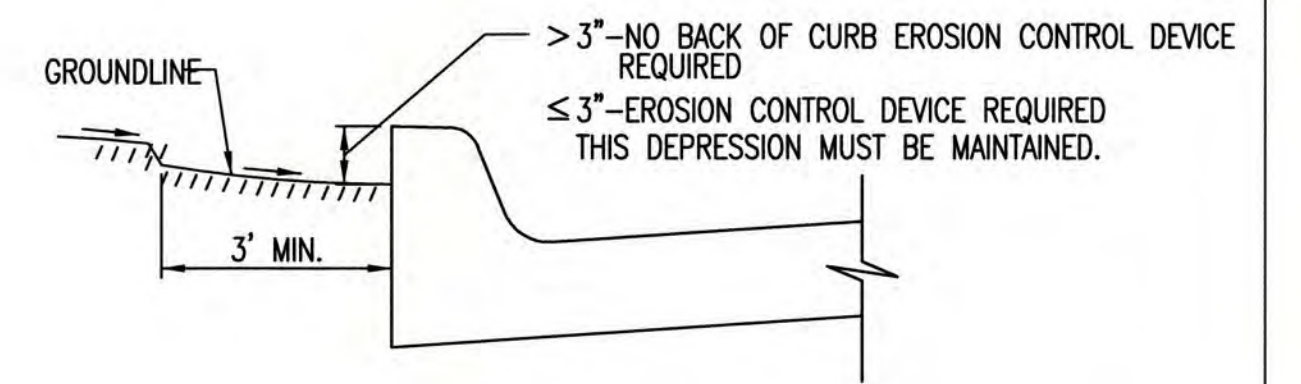 > 3"-NO BACK OF CURB EROSION CONTROL DEVICE
REQUIRED
GROUNDLINE
≤ 3"-EROSION CONTROL DEVICE REQUIRED
THIS DEPRESSION MUST BE MAINTAINED.
3' MIN.